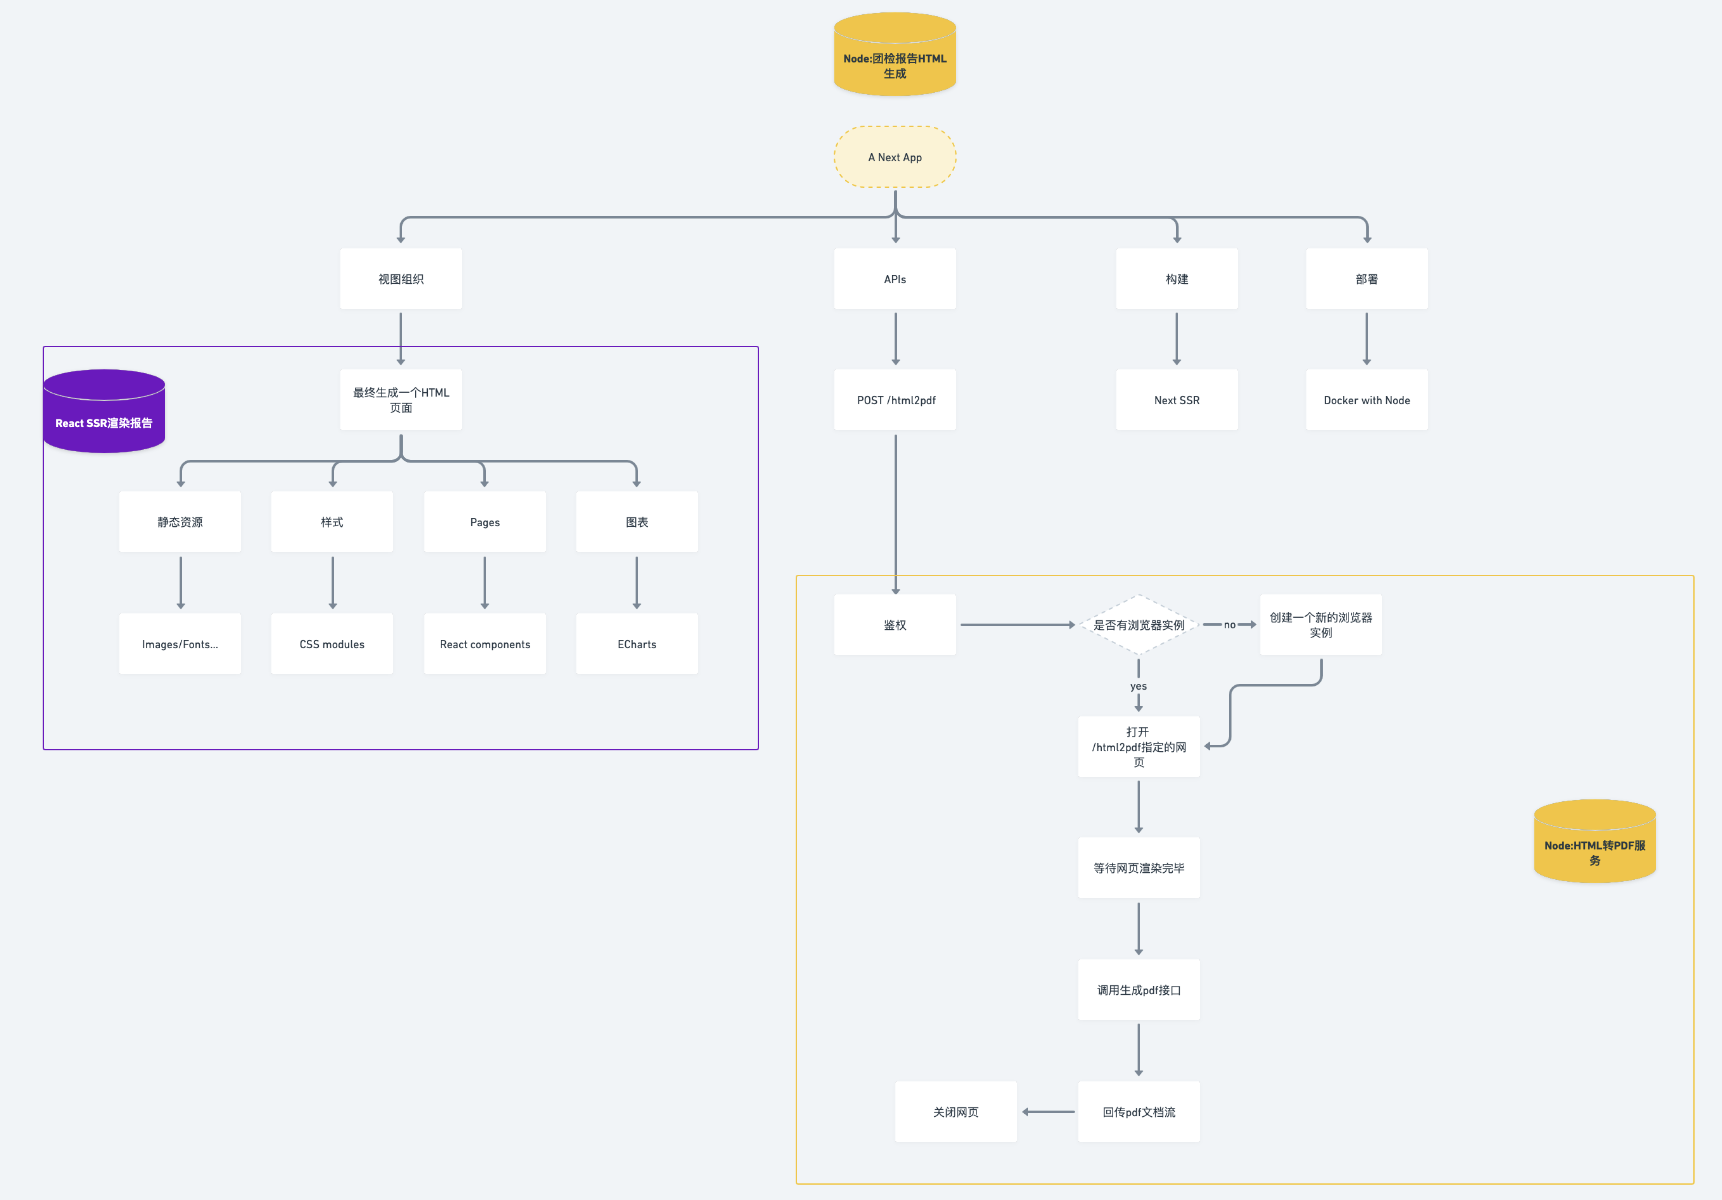 Node:团检报告HTML
生成
A Next App
视图组织
APIs
构建
部署
React SSR渲染报告
最终生成一个HTML
页面
POST /html2pdf
Next SSR
Docker with Node
静态资源
样式
Pages
图表
Images/Fonts...
CSS modules
React components
ECharts
鉴权
是否有浏览器实例
no
创建一个新的浏览器
实例
yes
打开
/html2pdf指定的网
页
等待网页渲染完毕
Node:HTML转PDF服
务
调用生成pdf接口
关闭网页
回传pdf文档流